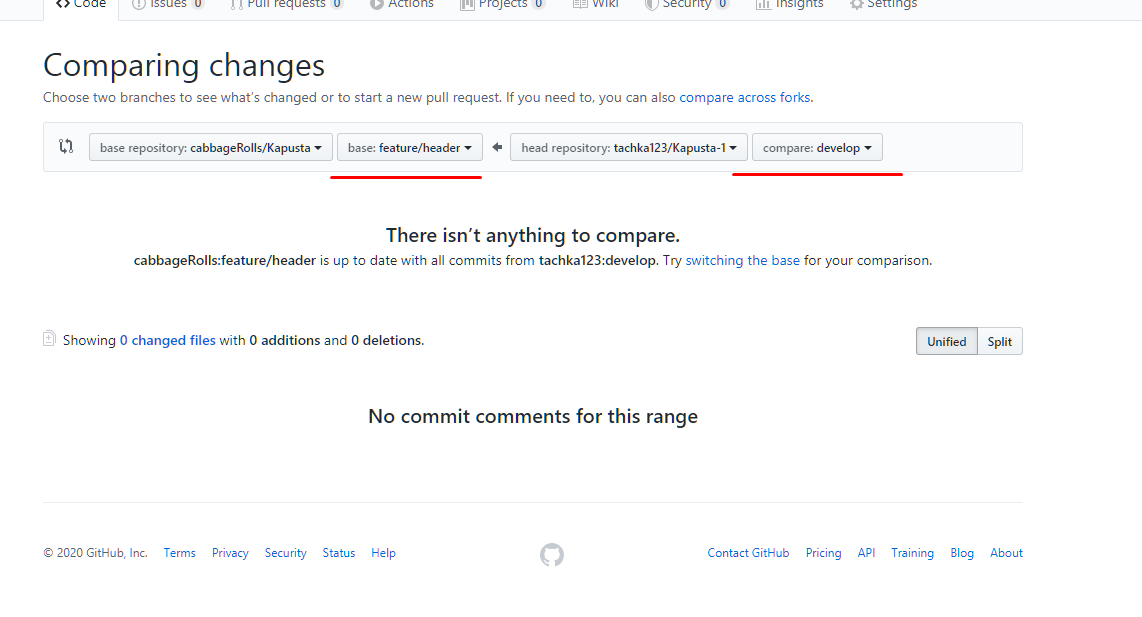 Code Issues 0 Pull requests 0 Actions Projects 0 Wiki Security 0 Insights Settings
Comparing changes
Choose two branches to see what's changed or to start a new pull request. If you need to, you can also compare across forks.
base repository: cabbageRolls/Kapusta base: feature/header head repository: tachka123/Kapusta-1 compare: develop
There isn't anything to compare.
cabbageRolls:feature/header is up to date with all commits from tachka123:develop. Try switching the base for your comparison.
Showing 0 changed files with 0 additions and 0 deletions.
Unified Split
No commit comments for this range
© 2020 GitHub, Inc. Terms Privacy Security Status Help Contact GitHub Pricing API Training Blog About